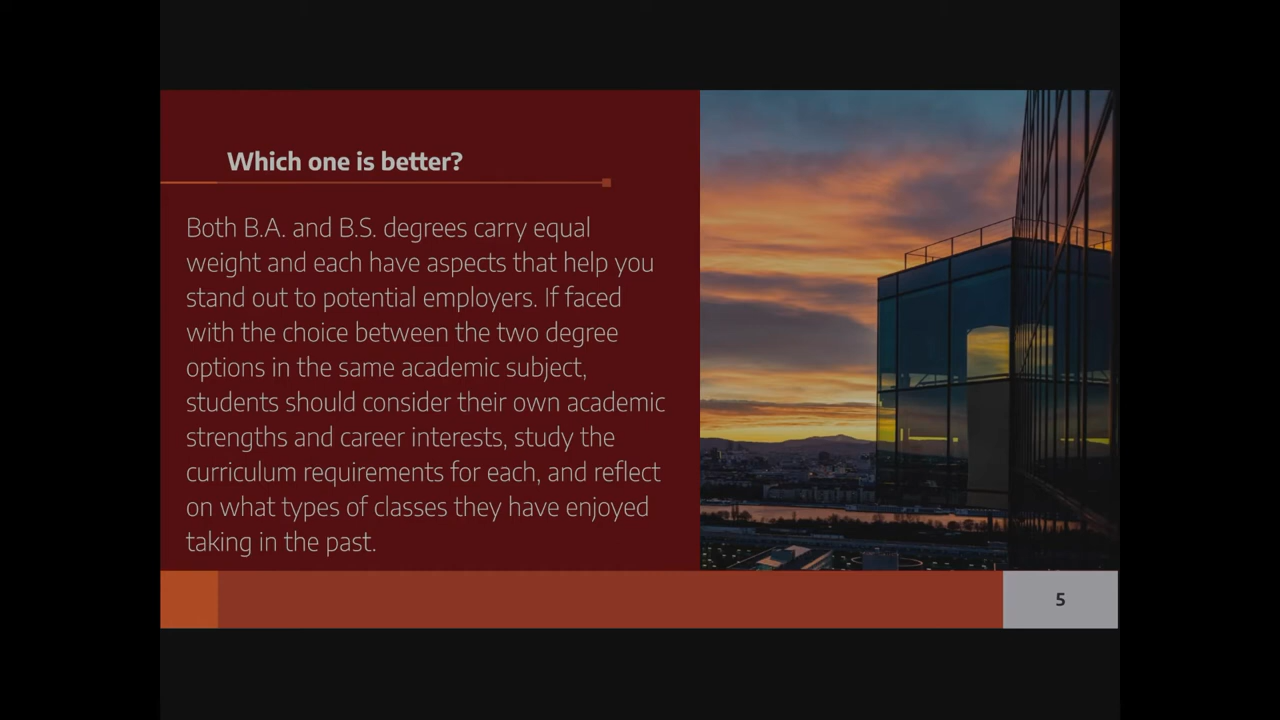 Which one is better?
Both B.A. and B.S. degrees carry equal
weight and each have aspects that help you
stand out to potential employers. If faced
with the choice between the two degree
options in the same academic subject,
students should consider their own academic
strengths and career interests, study the
curriculum requirements for each, and reflect
on what types of classes they have enjoyed
taking in the past.
5